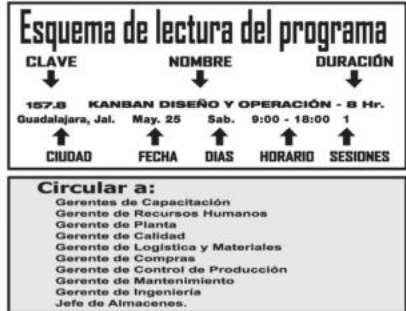 Esquema de lectura del programa
CLAVE NOMBRE DURACIÓN
157.8 KANBAN DISEÑO Y OPERACIÓN - 8 Hr.
Guadalajara, Jal. May. 25 Sab. 9:00 - 18:00 1
CIUDAD FECHA DIAS HORARIO SESIONES
Circular a:
Gerentes de Capacitación
Gerente de Recursos Humanos
Gerente de Planta
Gerente de Calidad
Gerente de Logistica y Materiales
Gerente de Compras
Gerente de Control de Producción
Gerente de Mantenimiento
Gerente de Ingeniería
Jefe de Almacenes.